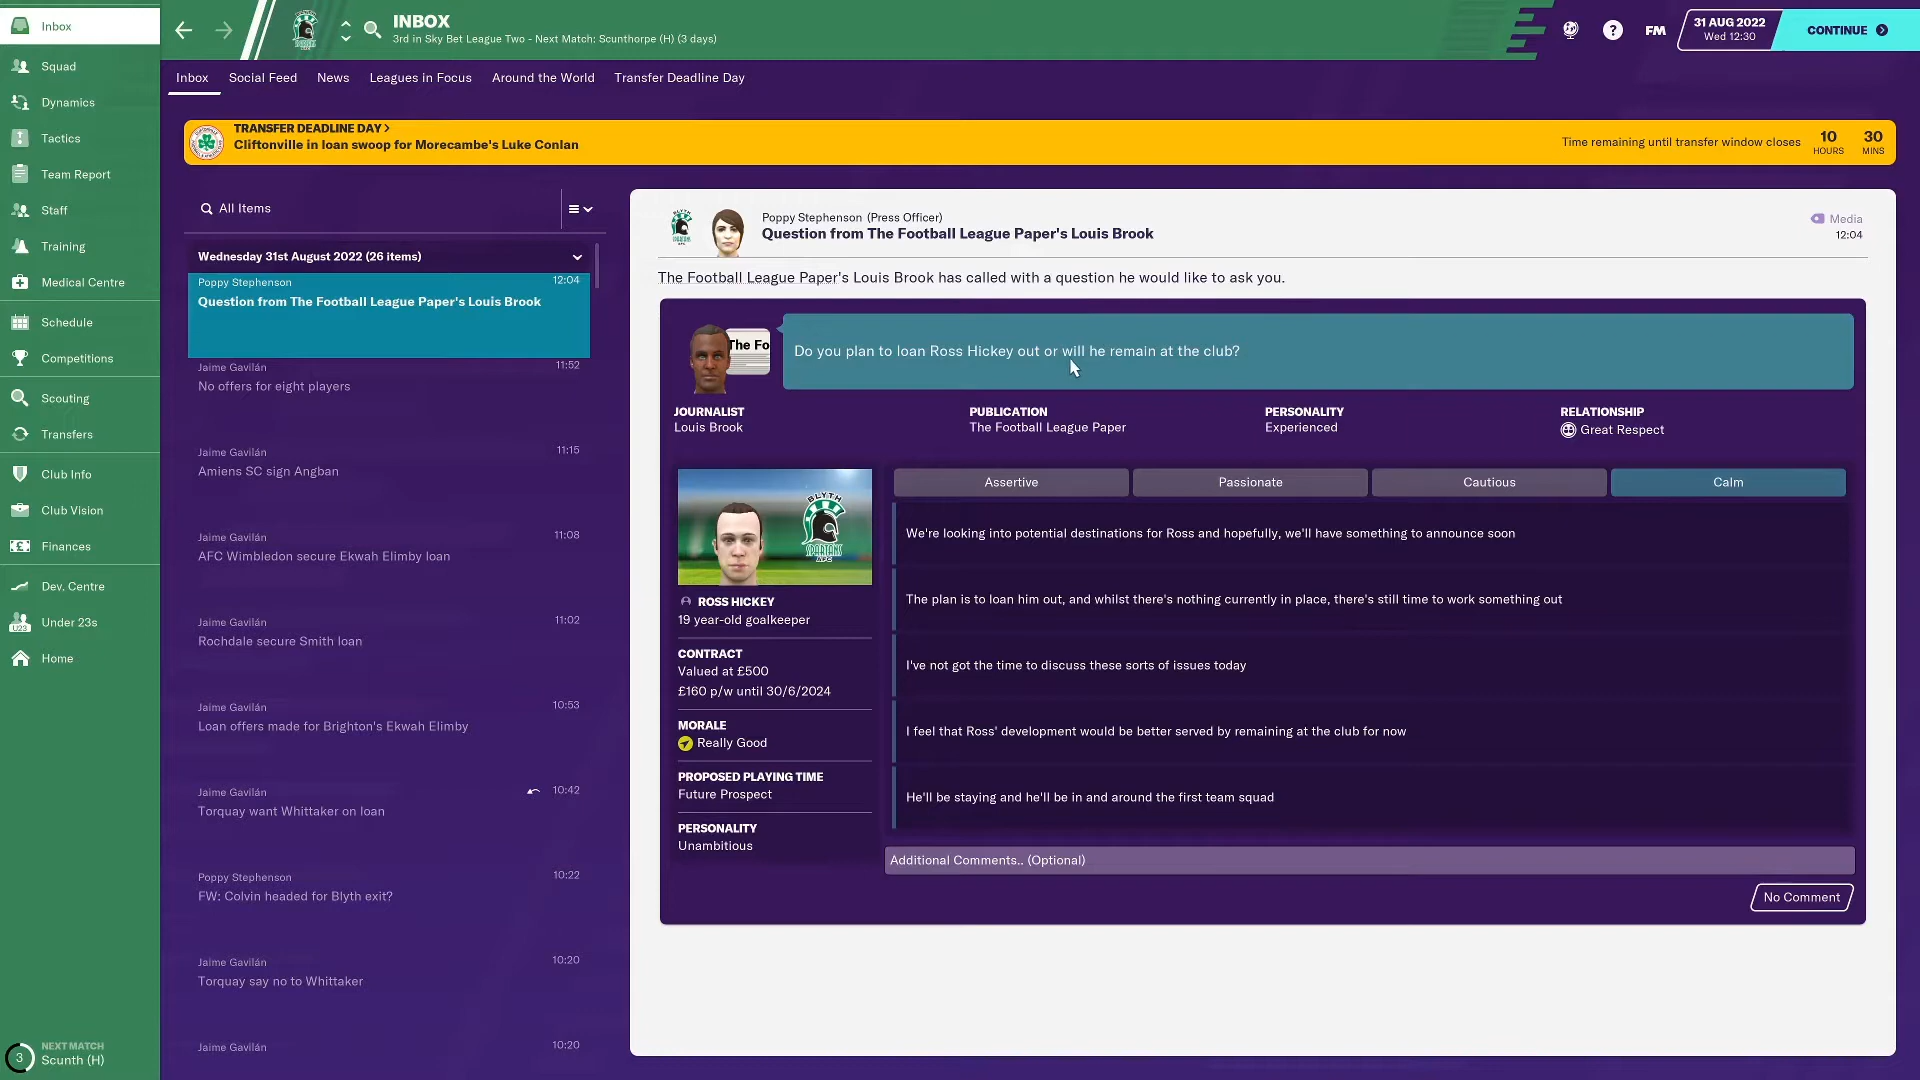 Inbox
Squad
Dynamics
Tactics
Team Report
Staff
Training
Medical Centre
Schedule
Competitions
Scouting
Transfers
Club Info
Club Vision
Finances
Dev. Centre
U23
Under 23s
Home
3
NEXT MATCH
Scunth (H)
INBOX
3rd in Sky Bet League Two - Next Match: Scunthorpe (H) (3 days)
?
FM
31 AUG 2022
Wed 12:30
CONTINUE
Inbox Social Feed News Leagues in Focus Around the World Transfer Deadline Day
TRANSFER DEADLINE DAY >
Cliftonville in loan swoop for Morecambe's Luke Conlan
Time remaining until transfer window closes
10 HOURS
30 MINS
All Items
Wednesday 31st August 2022 (26 items)
Poppy Stephenson 12:04
Question from The Football League Paper's Louis Brook
Jaime Gavilán 11:52
No offers for eight players
Jaime Gavilán 11:15
Amiens SC sign Angban
Jaime Gavilán 11:08
AFC Wimbledon secure Ekwah Elimby loan
Jaime Gavilán 11:02
Rochdale secure Smith loan
Jaime Gavilán 10:53
Loan offers made for Brighton's Ekwah Elimby
Jaime Gavilán 10:42
Torquay want Whittaker on loan
Poppy Stephenson 10:22
FW: Colvin headed for Blyth exit?
Jaime Gavilán 10:20
Torquay say no to Whittaker
Jaime Gavilán 10:20
Poppy Stephenson (Press Officer)
Question from The Football League Paper's Louis Brook
Media
12:04
The Football League Paper's Louis Brook has called with a question he would like to ask you.
The Fo
Do you plan to loan Ross Hickey out or will he remain at the club?
JOURNALIST
Louis Brook
PUBLICATION
The Football League Paper
PERSONALITY
Experienced
RELATIONSHIP
Great Respect
BLYTH
SPARTANS
AFC
ROSS HICKEY
19 year-old goalkeeper
CONTRACT
Valued at £500
£160 p/w until 30/6/2024
MORALE
Really Good
PROPOSED PLAYING TIME
Future Prospect
PERSONALITY
Unambitious
Assertive Passionate Cautious Calm
We're looking into potential destinations for Ross and hopefully, we'll have something to announce soon
The plan is to loan him out, and whilst there's nothing currently in place, there's still time to work something out
I've not got the time to discuss these sorts of issues today
I feel that Ross' development would be better served by remaining at the club for now
He'll be staying and he'll be in and around the first team squad
Additional Comments.. (Optional)
No Comment